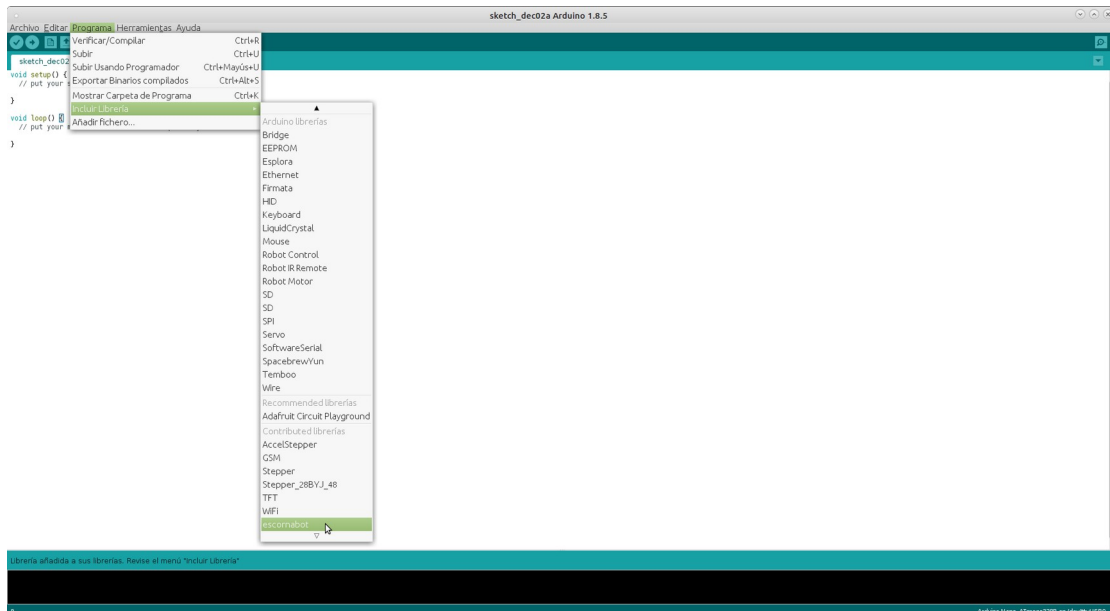 sketch_dec02a Arduino 1.8.5
Archivo Editar Programa Herramientas Ayuda
Verificar/Compilar Ctrl+R
Subir Ctrl+U
Subir Usando Programador Ctrl+Mayús+U
Exportar Binarios compilados Ctrl+Alt+S
Mostrar Carpeta de Programa Ctrl+K
Incluir Librería
Añadir fichero...
sketch_dec02
void setup() {
// put your
}
void loop() {
// put your
}
Arduino librerías
Bridge
EEPROM
Esplora
Ethernet
Firmata
HID
Keyboard
LiquidCrystal
Mouse
Robot Control
Robot IR Remote
Robot Motor
SD
SD
SPI
Servo
SoftwareSerial
SpacebrewYun
Temboo
Wire
Recommended librerías
Adafruit Circuit Playground
Contributed librerías
AccelStepper
GSM
Stepper
Stepper_28BYJ_48
TFT
WiFi
escornabot
Librería añadida a sus librerías. Revise el menú "Incluir Librería"